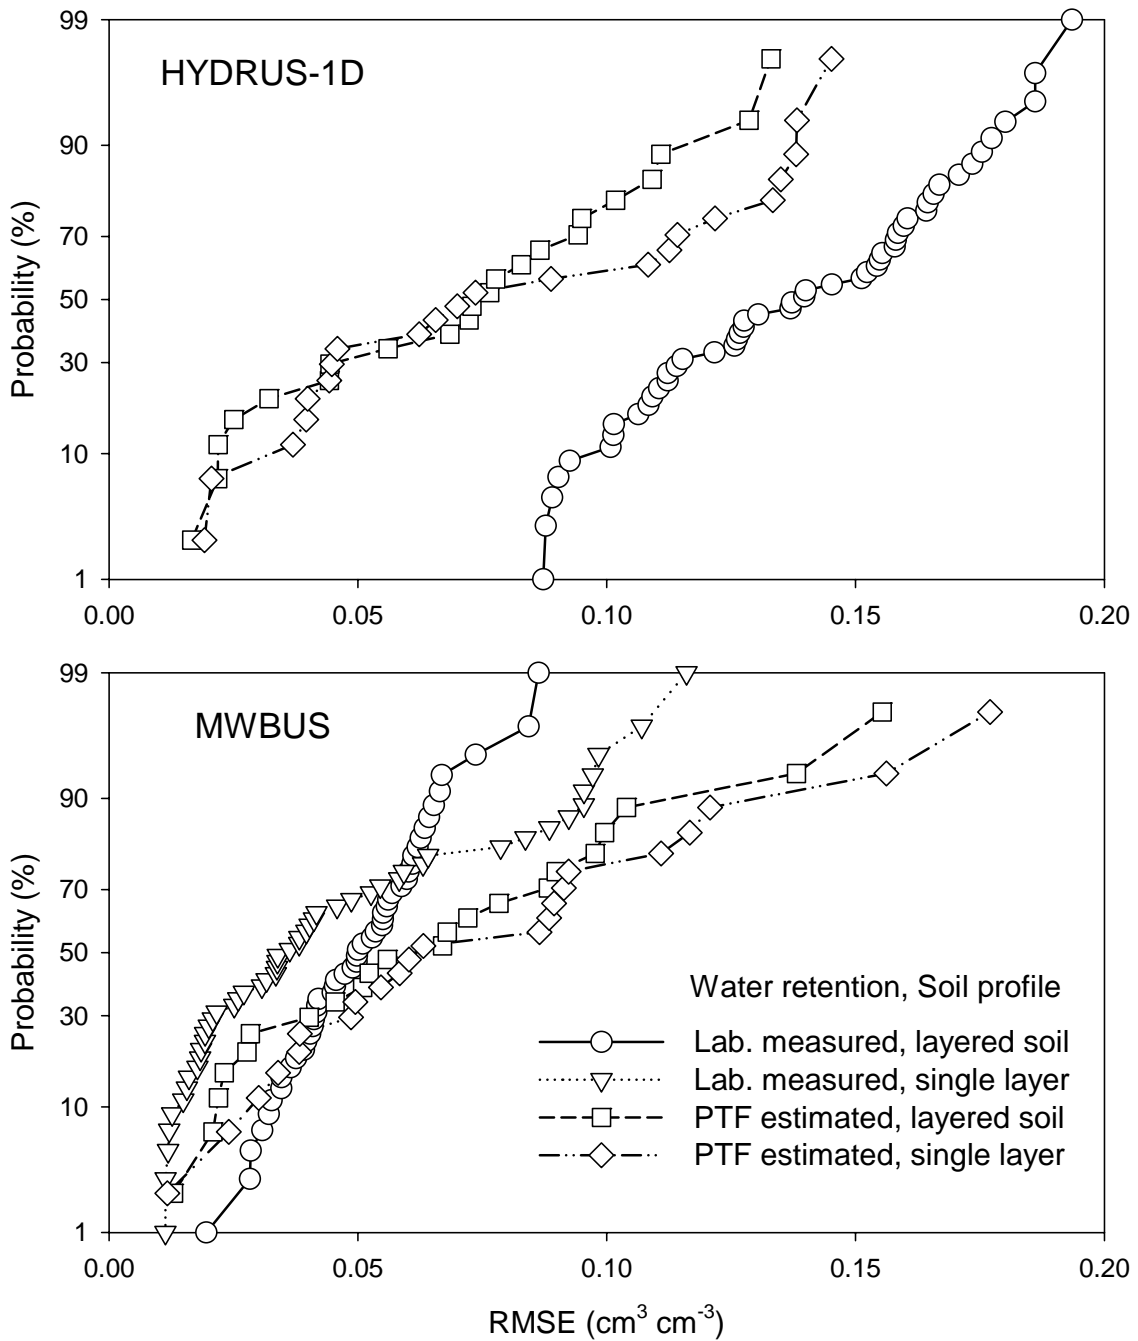 HYDRUS-1D
Probability (%)
99
90
70
50
30
10
1
0.00 0.05 0.10 0.15 0.20
MWBUS
Probability (%)
99
90
70
50
30
10
1
Water retention, Soil profile
Lab. measured, layered soil
Lab. measured, single layer
PTF estimated, layered soil
PTF estimated, single layer
0.00 0.05 0.10 0.15 0.20
RMSE (cm³ cm⁻³)